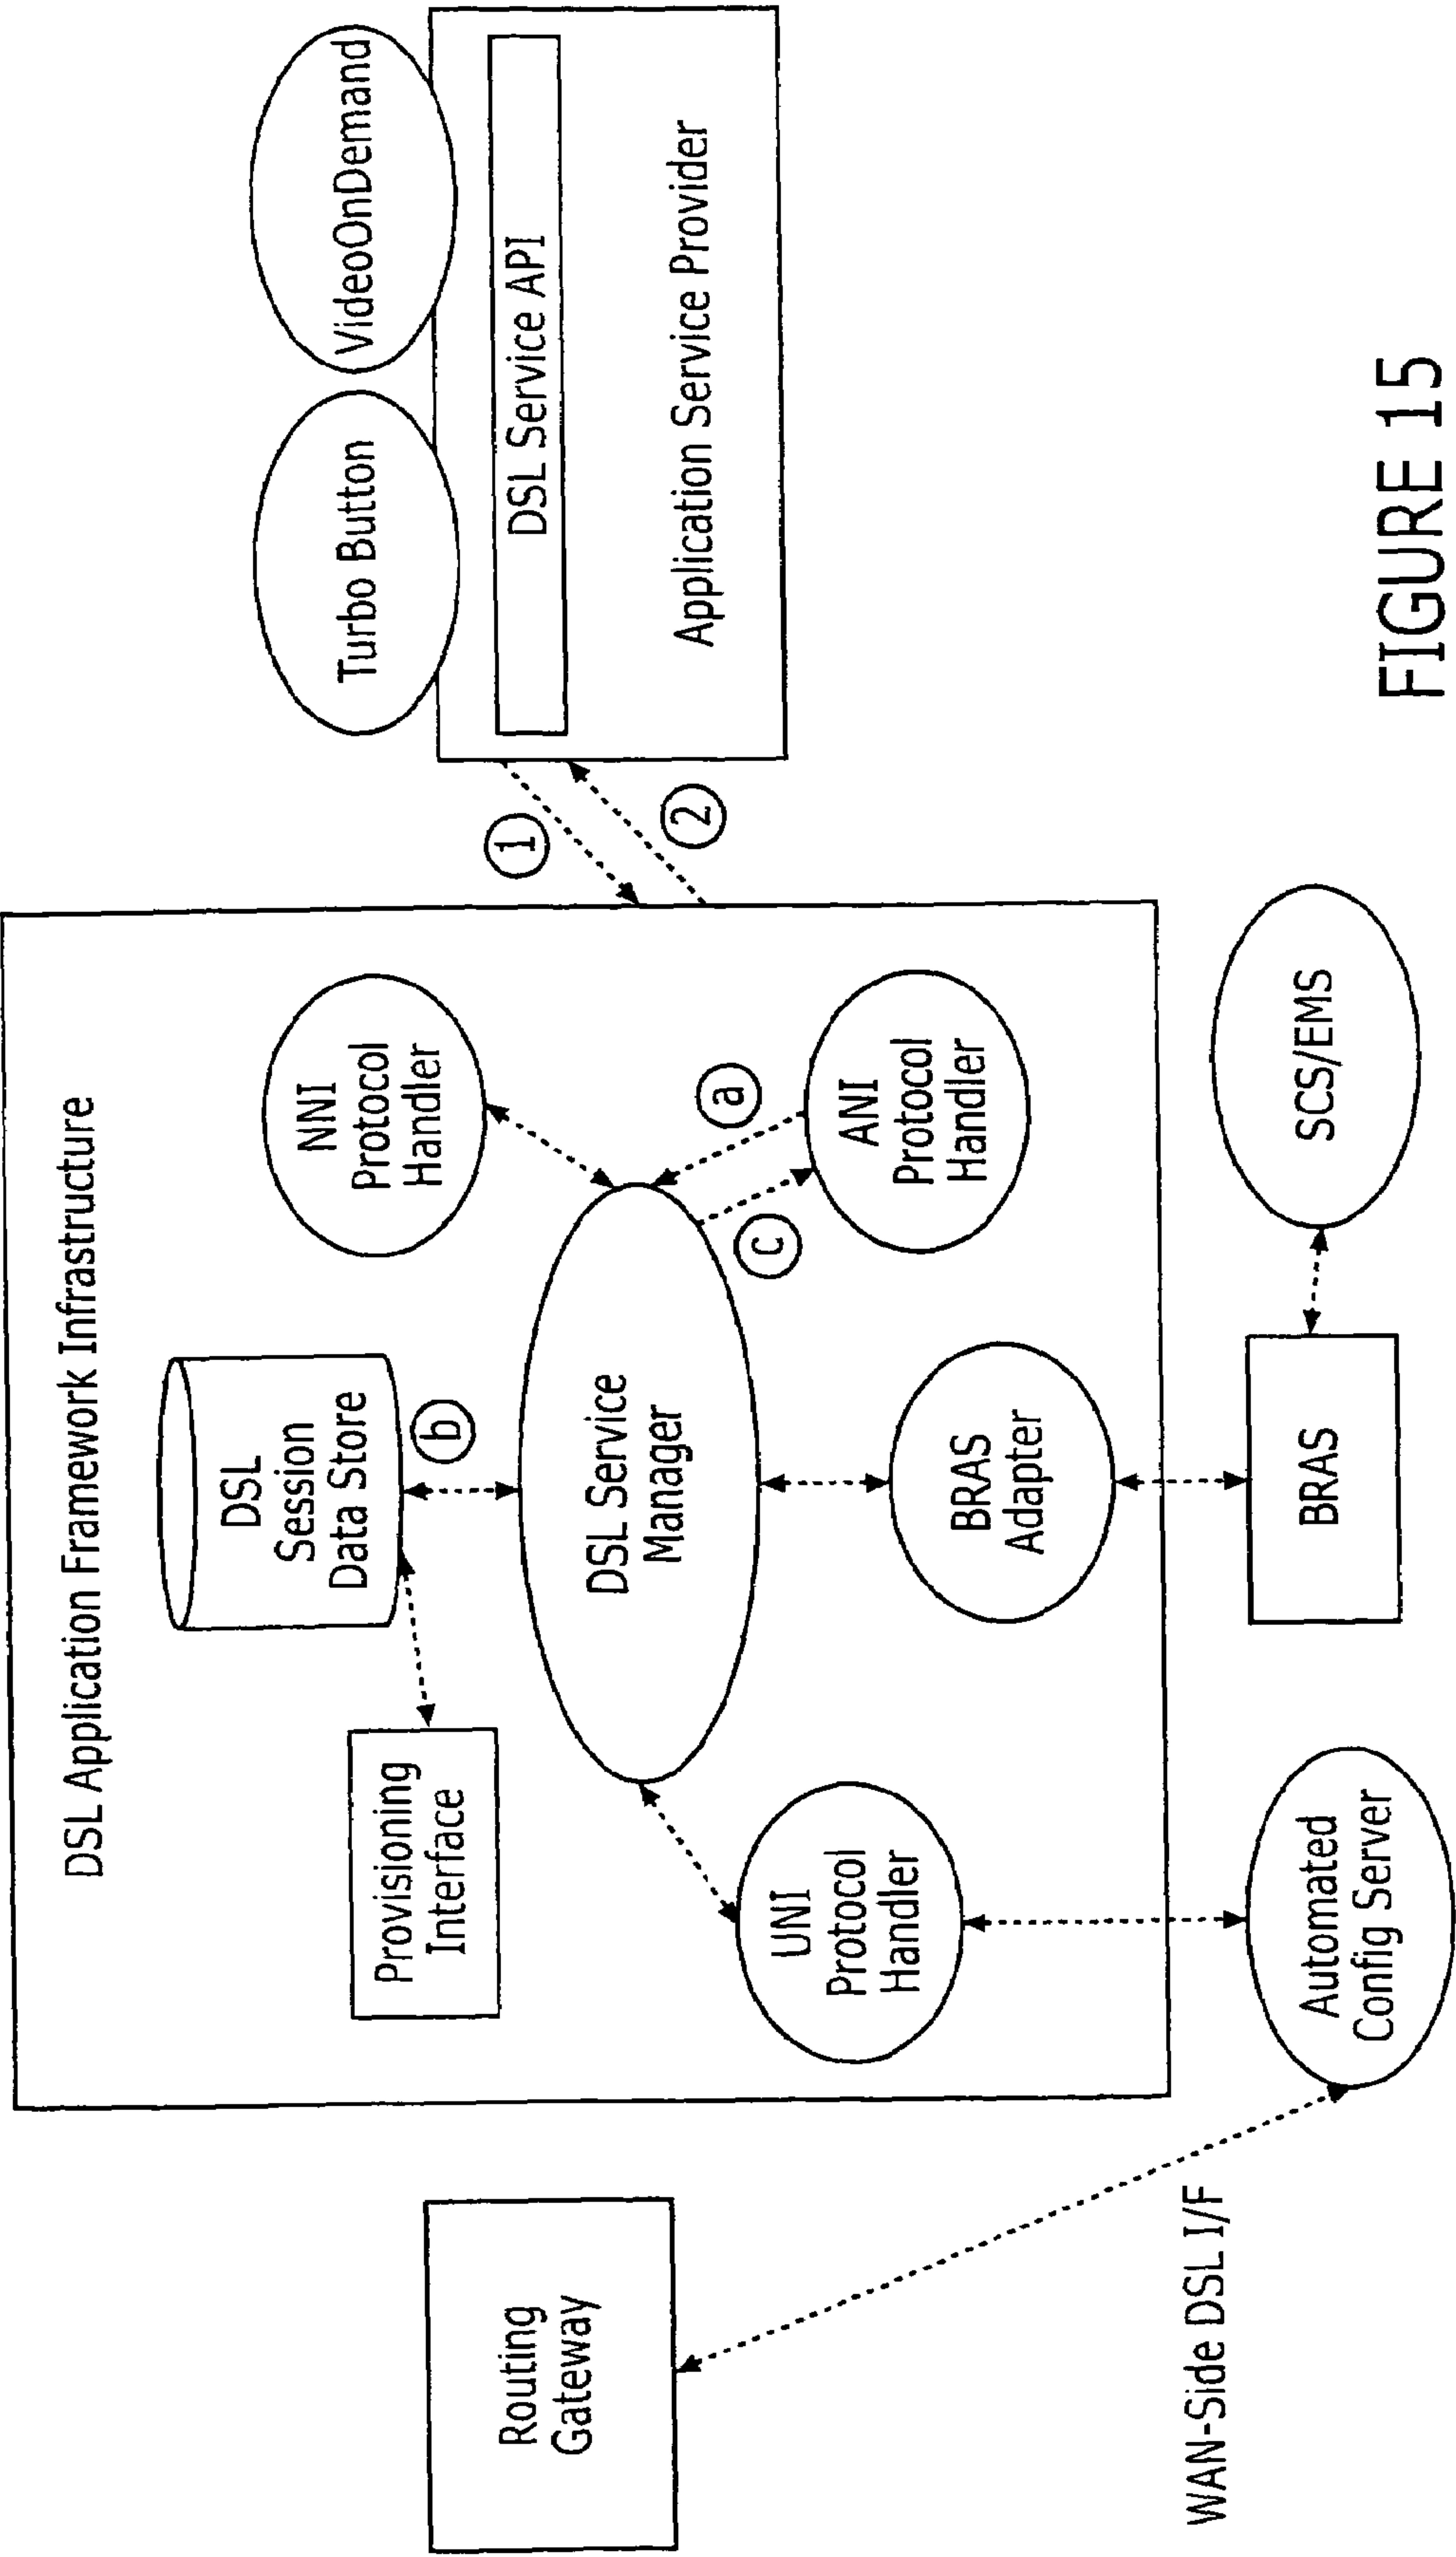 DSL Application Framework Infrastructure
Routing
Gateway
Provisioning
Interface
DSL
Session
Data Store
b
NNI
Protocol
Handler
DSL Service
Manager
UNI
Protocol
Handler
BRAS
Adapter
a
c
ANI
Protocol
Handler
1
2
Turbo Button
VideoOnDemand
DSL Service API
Application Service Provider
WAN-Side DSL I/F
Automated
Config Server
BRAS
SCS/EMS
FIGURE 15